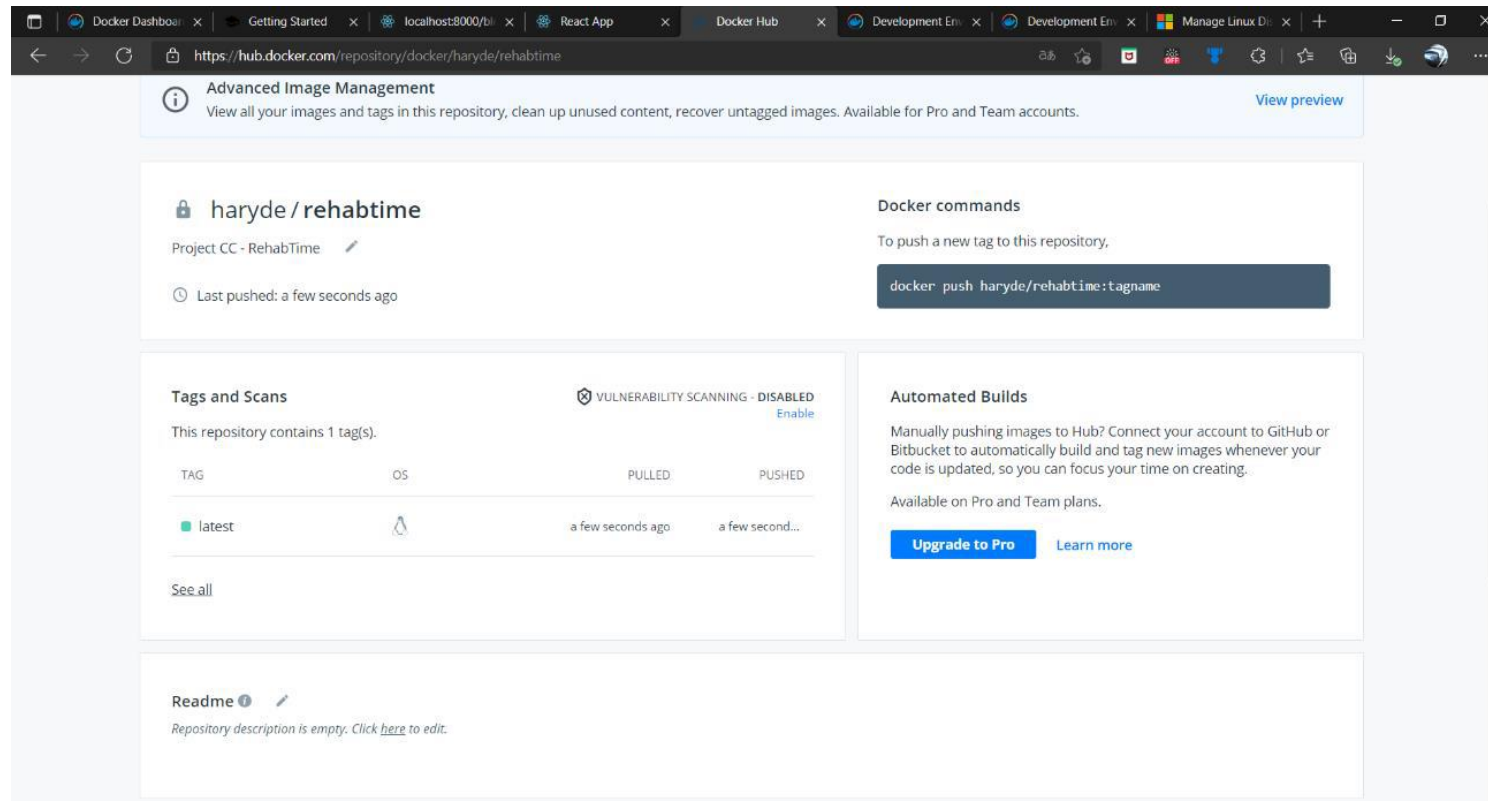 Docker Dashboar
Getting Started
localhost:8000/bl
React App
Docker Hub
Development Env
Development Env
Manage Linux Dis
https://hub.docker.com/repository/docker/haryde/rehabtime
Advanced Image Management
View all your images and tags in this repository, clean up unused content, recover untagged images. Available for Pro and Team accounts.
View preview
haryde / rehabtime
Project CC - RehabTime
Last pushed: a few seconds ago
Docker commands
To push a new tag to this repository,
docker push haryde/rehabtime:tagname
Tags and Scans
VULNERABILITY SCANNING - DISABLED
Enable
This repository contains 1 tag(s).
TAG OS PULLED PUSHED
latest a few seconds ago a few second...
See all
Automated Builds
Manually pushing images to Hub? Connect your account to GitHub or
Bitbucket to automatically build and tag new images whenever your
code is updated, so you can focus your time on creating.
Available on Pro and Team plans.
Upgrade to Pro Learn more
Readme
Repository description is empty. Click here to edit.